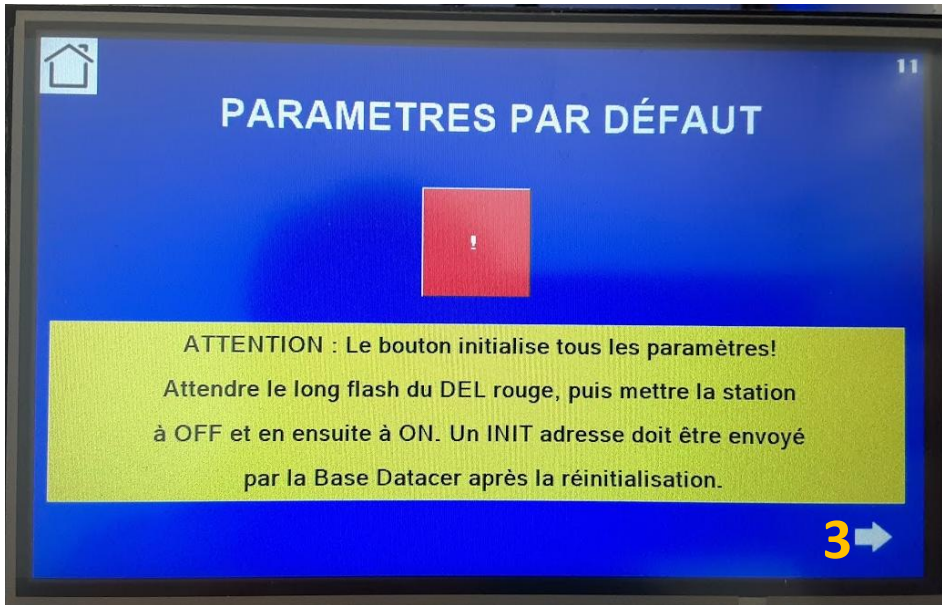 11
PARAMETRES PAR DÉFAUT
!
ATTENTION : Le bouton initialise tous les paramètres!
Attendre le long flash du DEL rouge, puis mettre la station
à OFF et en ensuite à ON. Un INIT adresse doit être envoyé
par la Base Datacer après la réinitialisation.
3